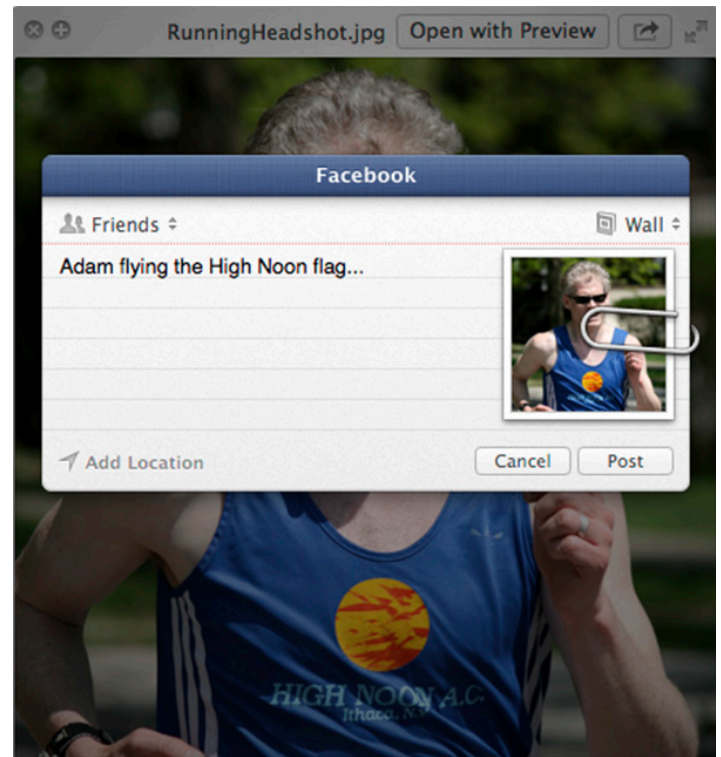 RunningHeadshot.jpg Open with Preview
Facebook
Friends Wall
Adam flying the High Noon flag...
Add Location Cancel Post
HIGH NOON A.C.
Ithaca, N.Y.